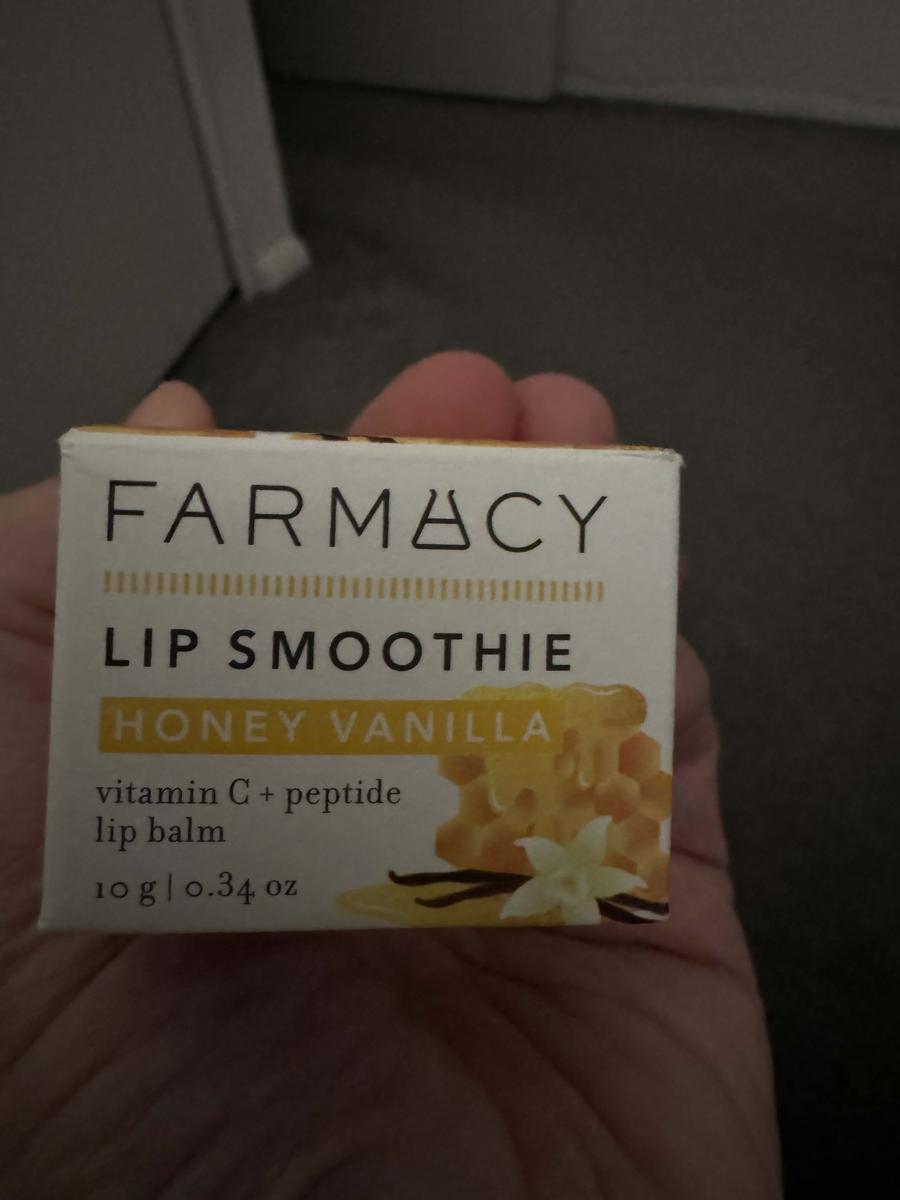 FARMACY
LIP SMOOTHIE
HONEY VANILLA
vitamin C + peptide
lip balm
10 g | 0.34 oz